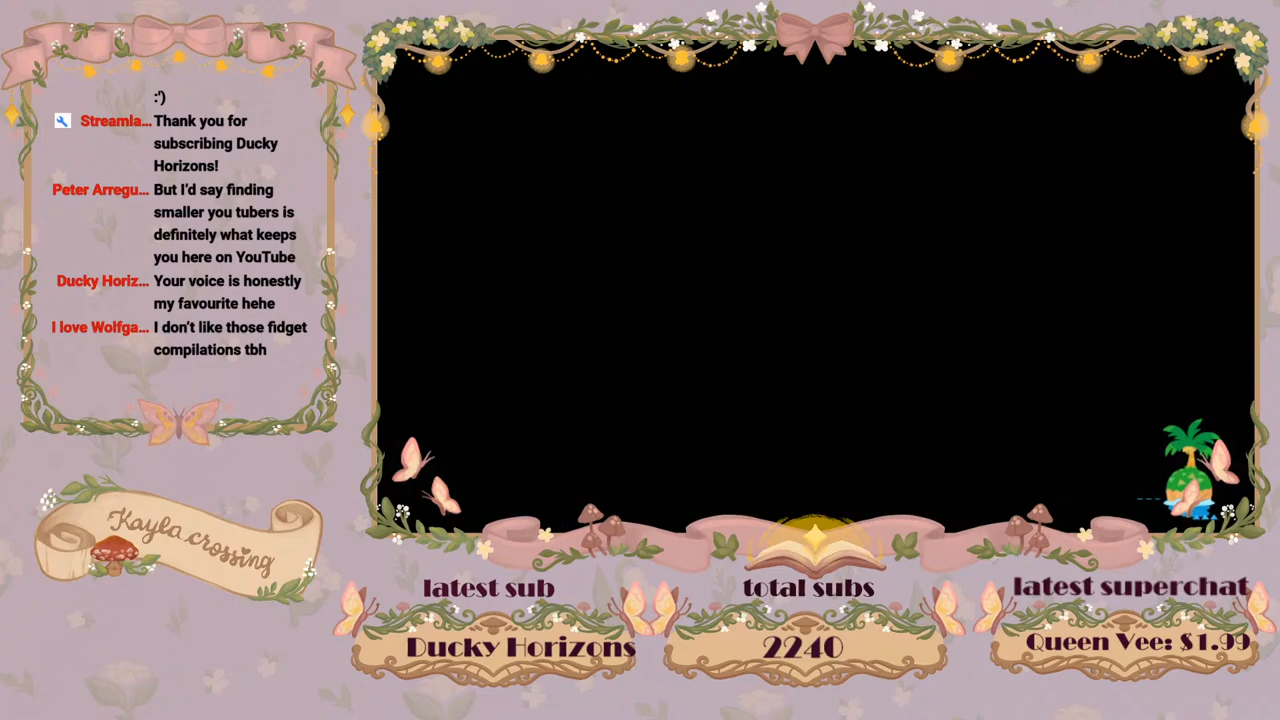 :')
Streamla... Thank you for
subscribing Ducky
Horizons!
Peter Arregu... But I'd say finding
smaller you tubers is
definitely what keeps
you here on YouTube
Ducky Horiz... Your voice is honestly
my favourite hehe
I love Wolfga... I don't like those fidget
compilations tbh
Kayla crossing
latest sub
Ducky Horizons
total subs
2240
latest superchat
Queen Vee: $1.99